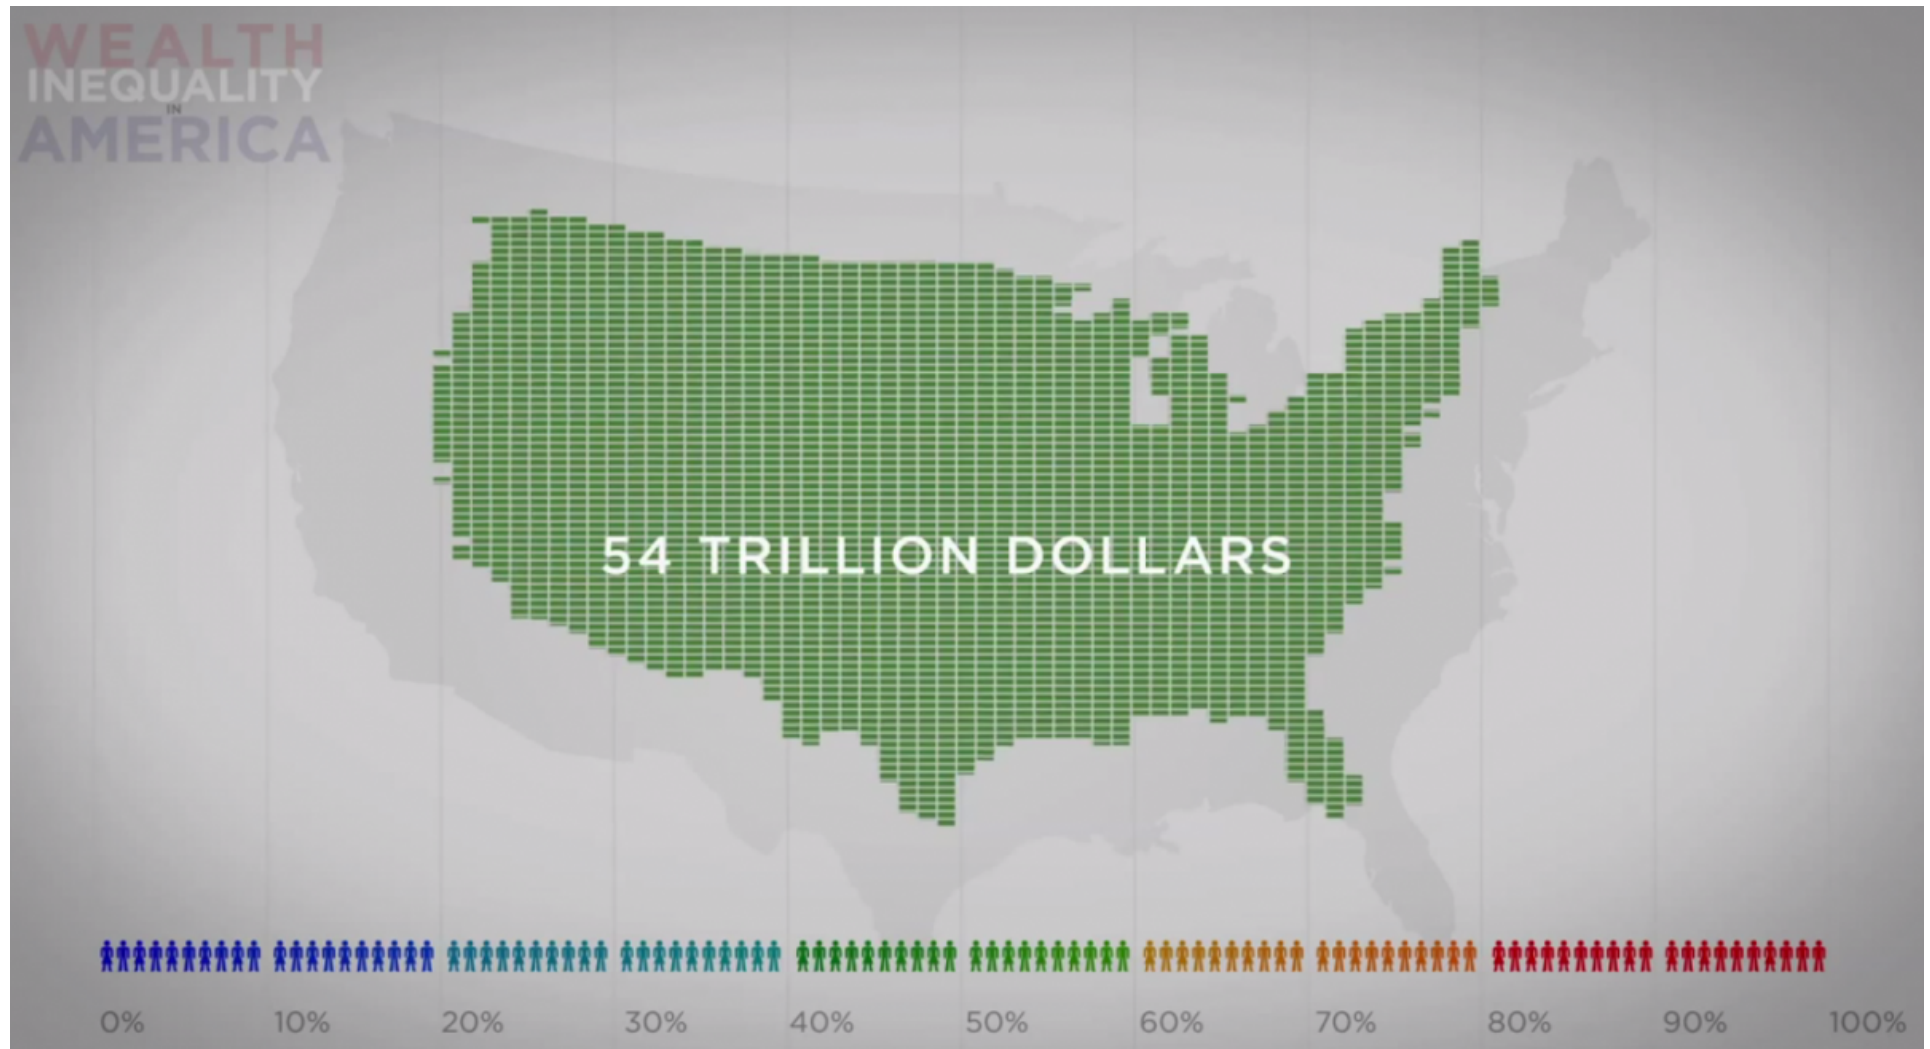 WEALTH
INEQUALITY
IN
AMERICA
54 TRILLION DOLLARS
0% 10% 20% 30% 40% 50% 60% 70% 80% 90% 100%